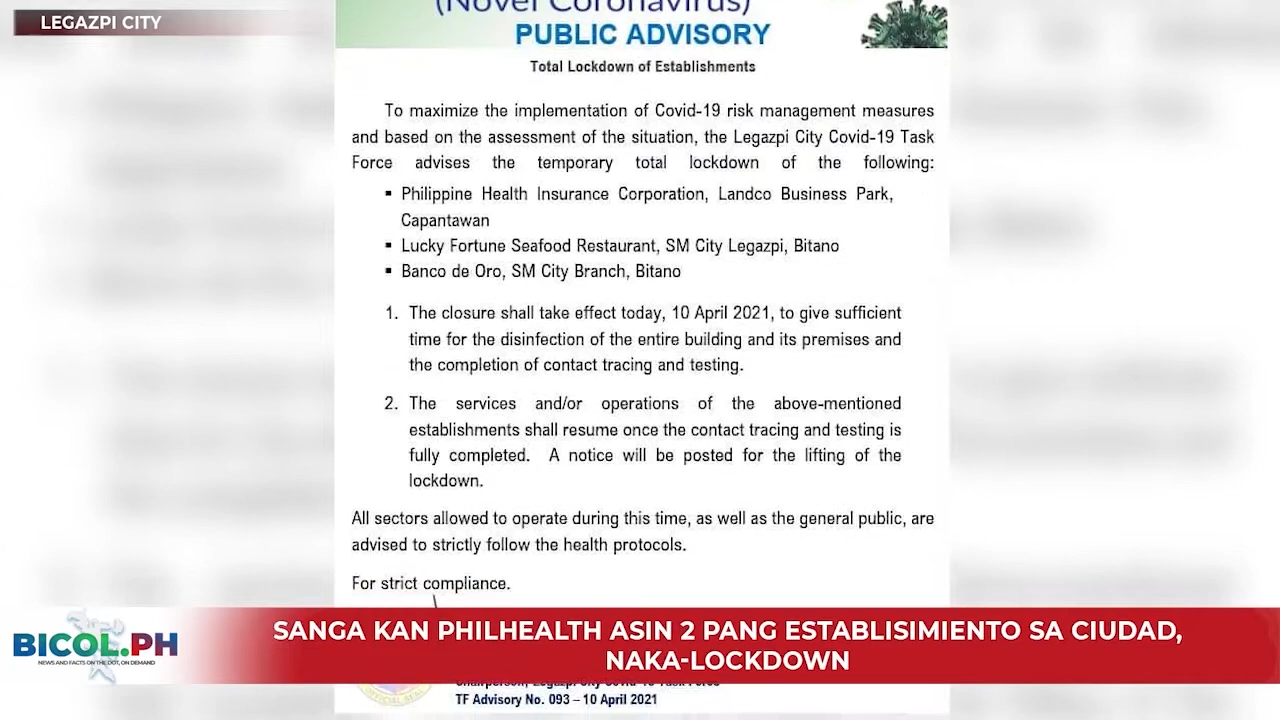 LEGAZPI CITY
(Novel Coronavirus)
PUBLIC ADVISORY
Total Lockdown of Establishments
To maximize the implementation of Covid-19 risk management measures
and based on the assessment of the situation, the Legazpi City Covid-19 Task
Force advises the temporary total lockdown of the following:
▪ Philippine Health Insurance Corporation, Landco Business Park,
Capantawan
▪ Lucky Fortune Seafood Restaurant, SM City Legazpi, Bitano
▪ Banco de Oro, SM City Branch, Bitano
1. The closure shall take effect today, 10 April 2021, to give sufficient
time for the disinfection of the entire building and its premises and
the completion of contact tracing and testing.
2. The services and/or operations of the above-mentioned
establishments shall resume once the contact tracing and testing is
fully completed. A notice will be posted for the lifting of the
lockdown.
All sectors allowed to operate during this time, as well as the general public, are
advised to strictly follow the health protocols.
For strict compliance.
BICOL.PH
NEWS AND FACTS ON THE DOT, ON DEMAND
SANGA KAN PHILHEALTH ASIN 2 PANG ESTABLISIMIENTO SA CIUDAD,
NAKA-LOCKDOWN
Chairperson, Legazpi City Covid-19 Task Force
TF Advisory No. 093 – 10 April 2021